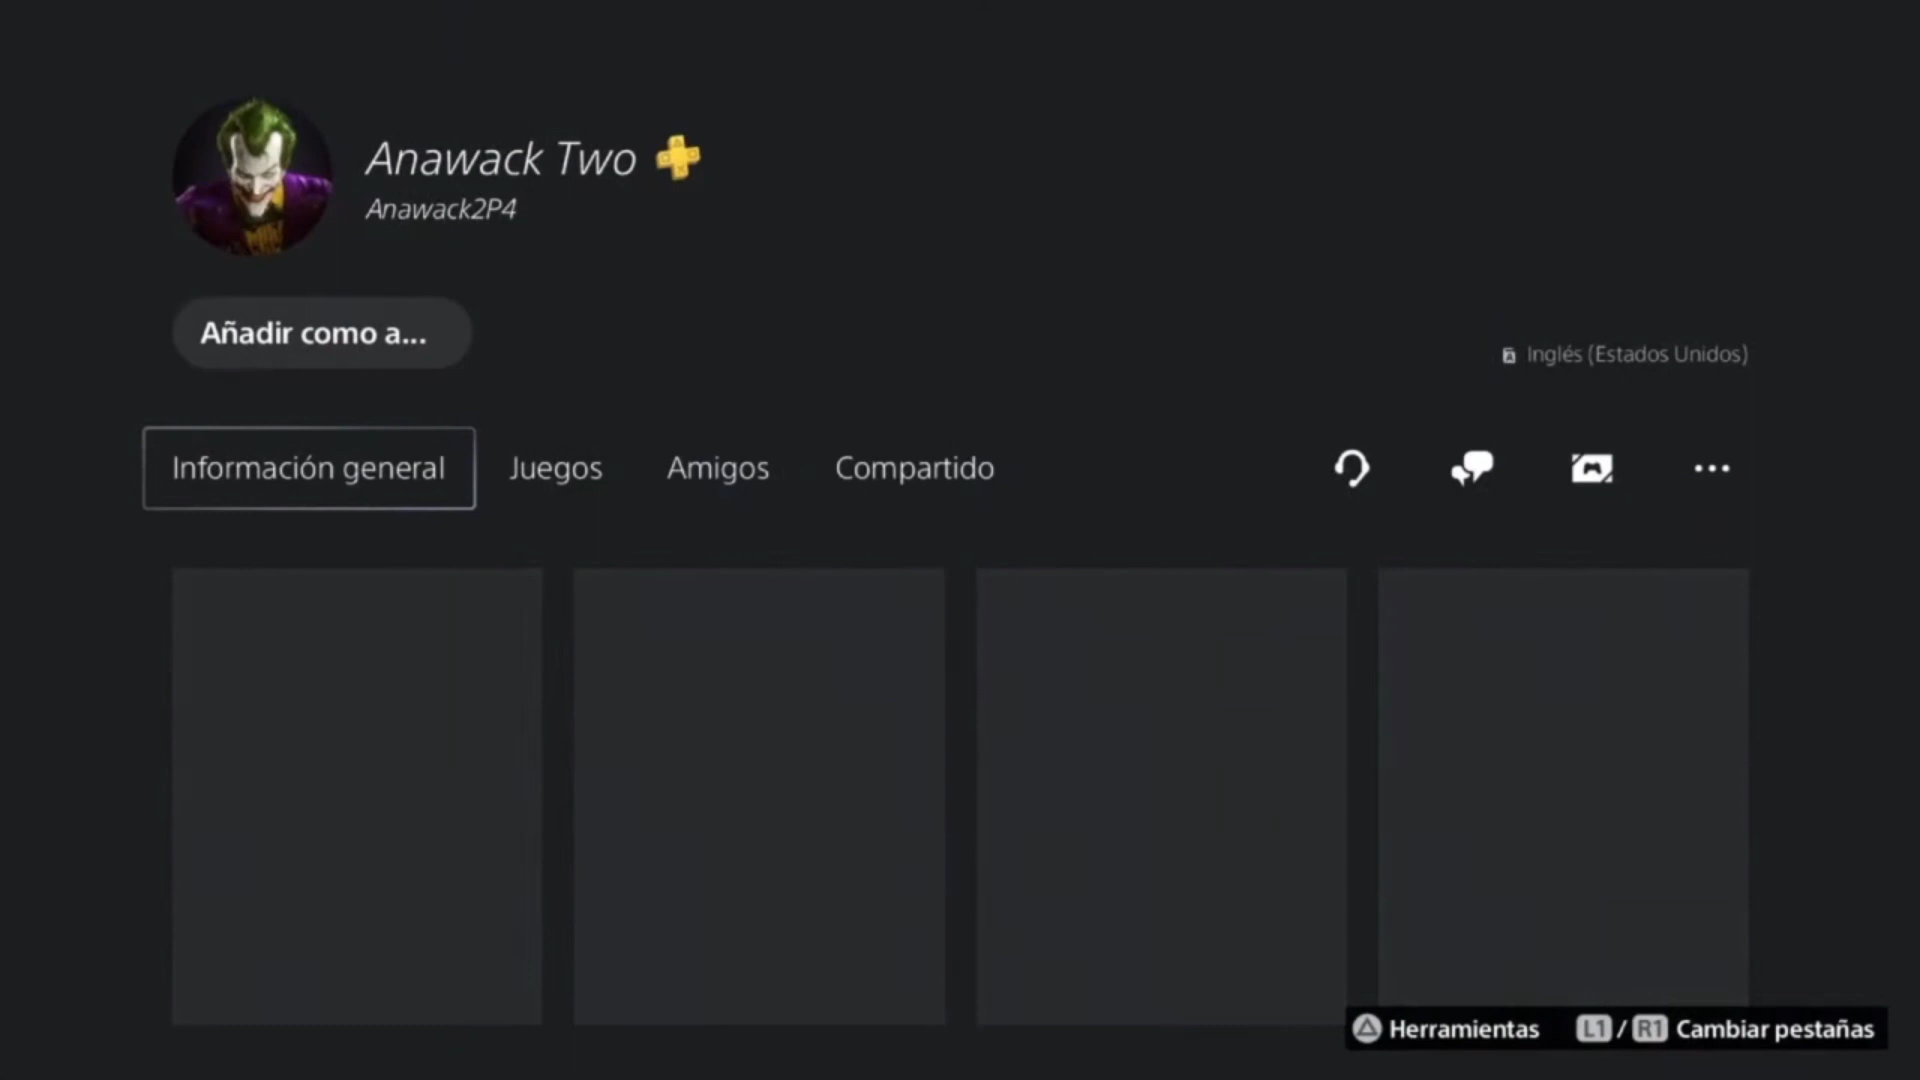 Anawack Two
Anawack2P4
Añadir como a...
Inglés (Estados Unidos)
Información general
Juegos
Amigos
Compartido
Herramientas
L1 / R1 Cambiar pestañas